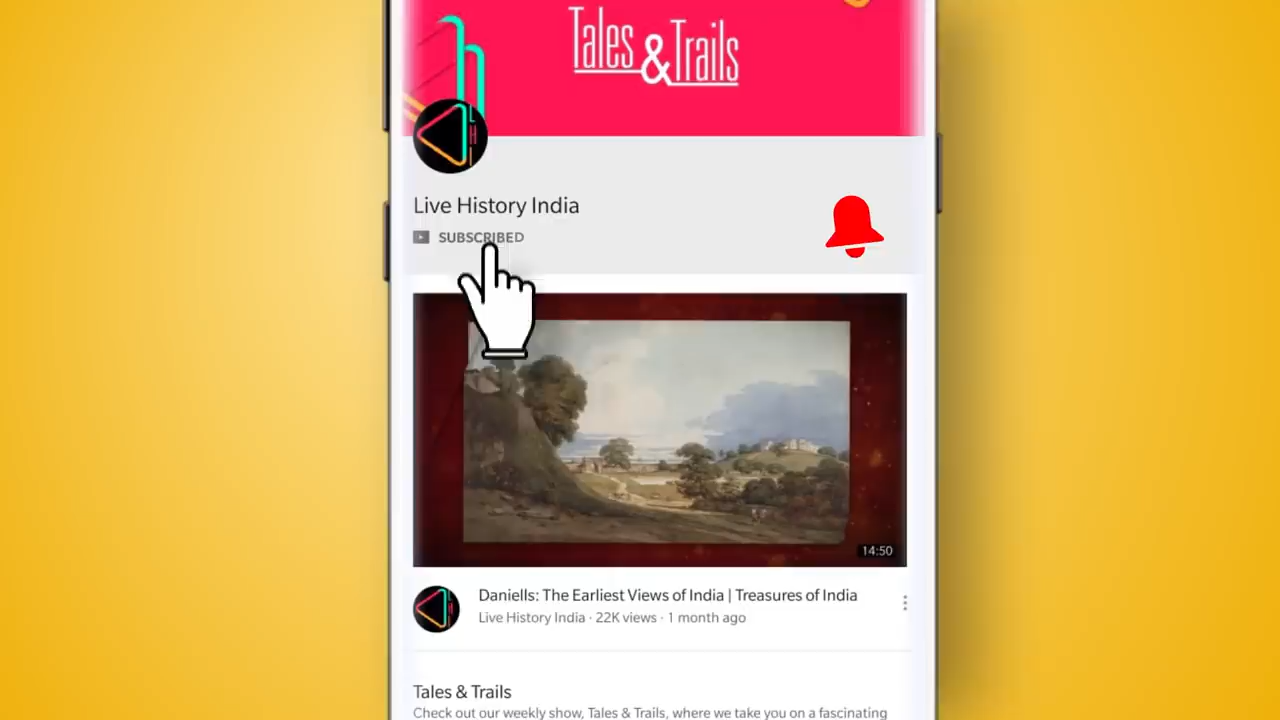 Tales & Trails
Live History India
SUBSCRIBED
14:50
Daniells: The Earliest Views of India | Treasures of India
Live History India · 22K views · 1 month ago
Tales & Trails
Check out our weekly show, Tales & Trails, where we take you on a fascinating